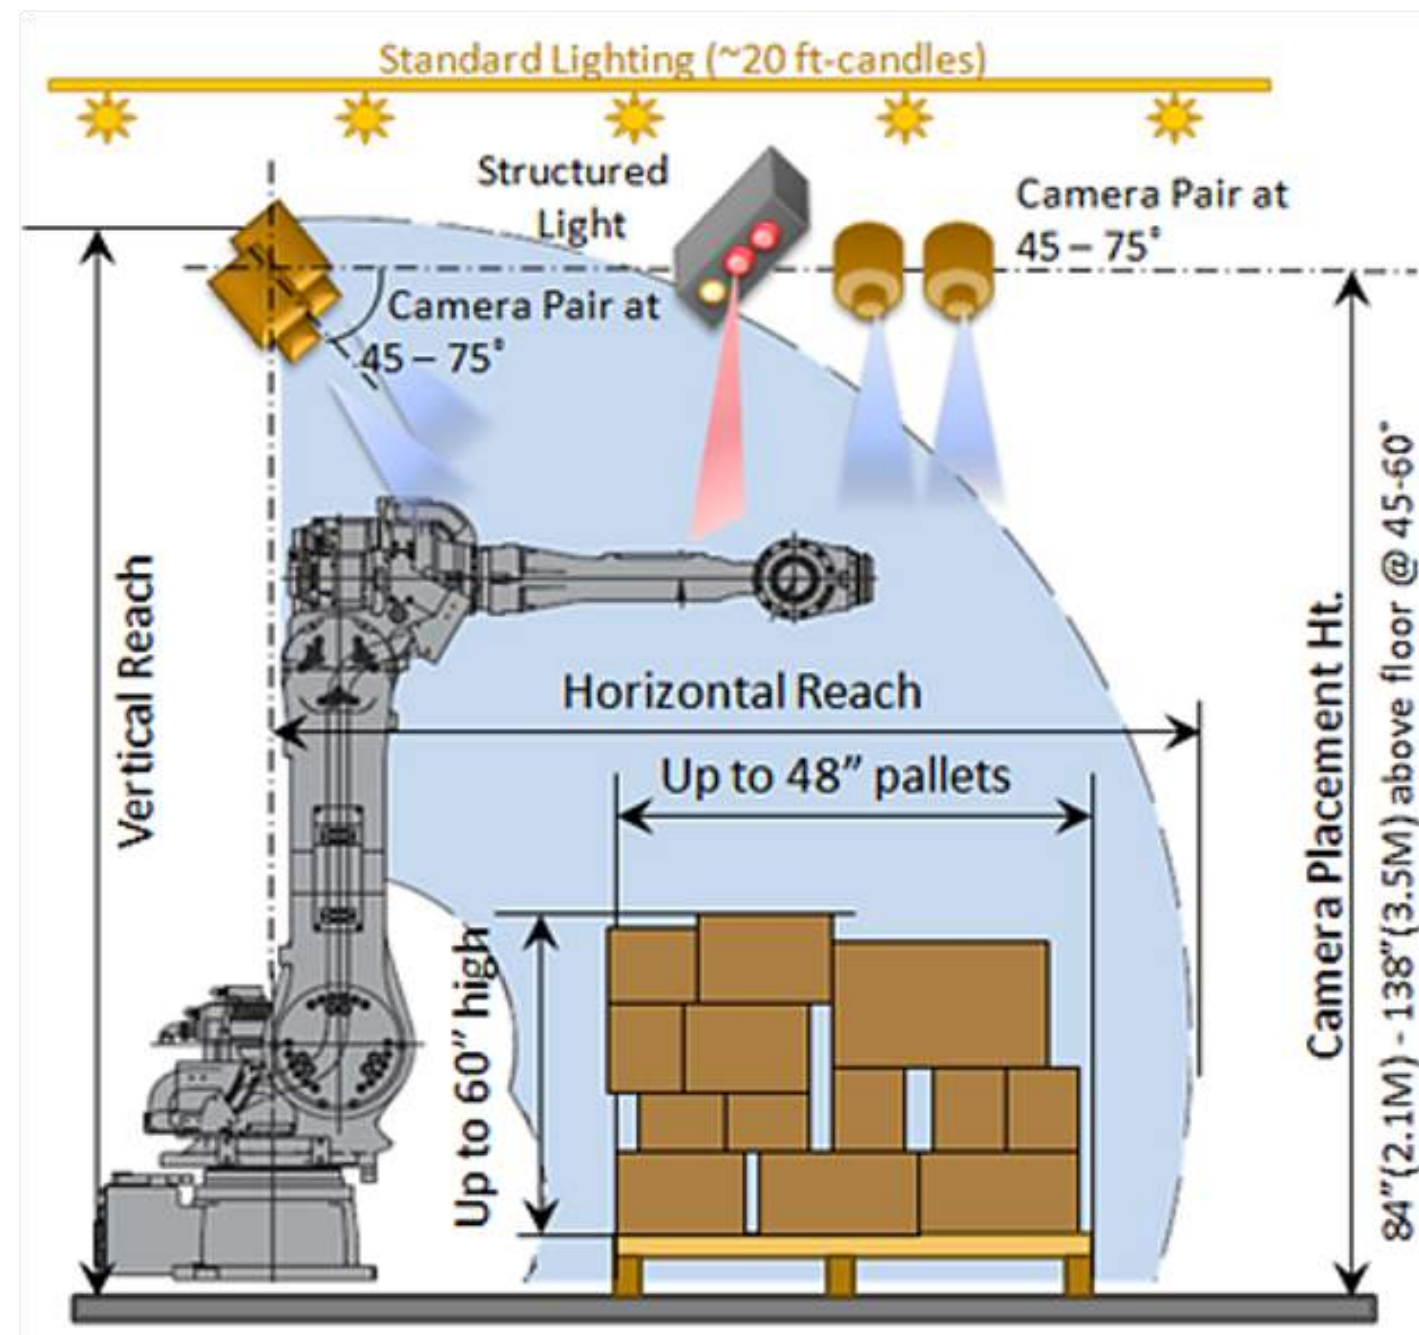 Standard Lighting (~20 ft-candles)
Structured
Light
Camera Pair at
45 – 75°
Camera Pair at
45 – 75°
Vertical Reach
Horizontal Reach
Up to 48” pallets
Up to 60” high
Camera Placement Ht.
84”(2.1M) - 138”(3.5M) above floor @ 45-60°